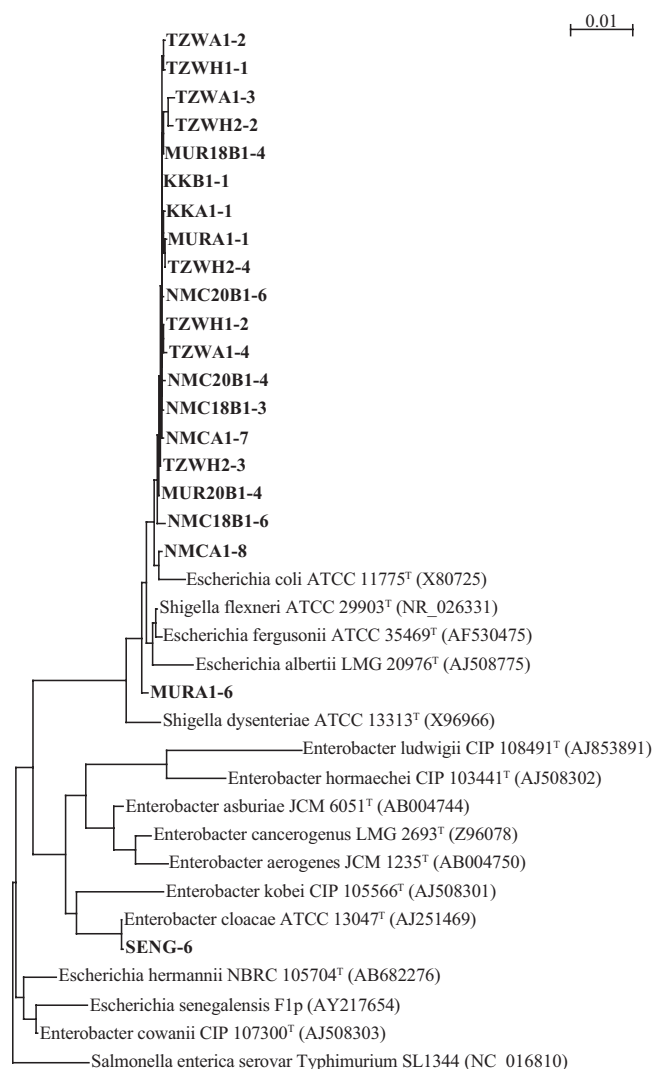 0.01
TZWA1-2
TZWH1-1
TZWA1-3
TZWH2-2
MUR18B1-4
KKB1-1
KKA1-1
MURA1-1
TZWH2-4
NMC20B1-6
TZWH1-2
TZWA1-4
NMC20B1-4
NMC18B1-3
NMCA1-7
TZWH2-3
MUR20B1-4
NMC18B1-6
NMCA1-8
Escherichia coli ATCC 11775ᵀ (X80725)
Shigella flexneri ATCC 29903ᵀ (NR_026331)
Escherichia fergusonii ATCC 35469ᵀ (AF530475)
Escherichia albertii LMG 20976ᵀ (AJ508775)
MURA1-6
Shigella dysenteriae ATCC 13313ᵀ (X96966)
Enterobacter ludwigii CIP 108491ᵀ (AJ853891)
Enterobacter hormaechei CIP 103441ᵀ (AJ508302)
Enterobacter asburiae JCM 6051ᵀ (AB004744)
Enterobacter cancerogenus LMG 2693ᵀ (Z96078)
Enterobacter aerogenes JCM 1235ᵀ (AB004750)
Enterobacter kobei CIP 105566ᵀ (AJ508301)
Enterobacter cloacae ATCC 13047ᵀ (AJ251469)
SENG-6
Escherichia hermannii NBRC 105704ᵀ (AB682276)
Escherichia senegalensis F1p (AY217654)
Enterobacter cowanii CIP 107300ᵀ (AJ508303)
Salmonella enterica serovar Typhimurium SL1344 (NC_016810)